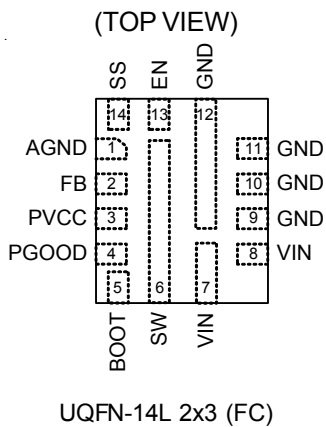 (TOP VIEW)
SS
EN
GND
14
13
12
AGND
1
11
GND
FB
2
10
GND
PVCC
3
9
GND
PGOOD
4
8
VIN
5
6
7
BOOT
SW
VIN
UQFN-14L 2x3 (FC)